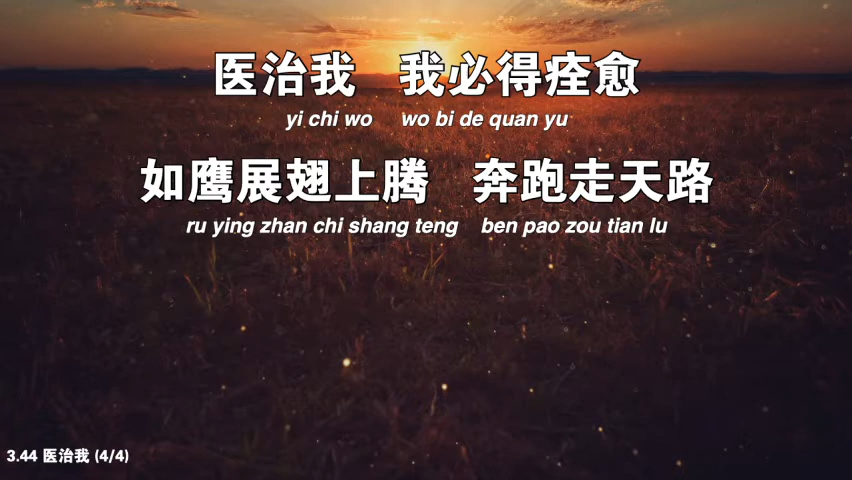 医治我 我必得痊愈
yi chi wo wo bi de quan yu
如鹰展翅上腾 奔跑走天路
ru ying zhan chi shang teng ben pao zou tian lu
3.44 医治我 (4/4)